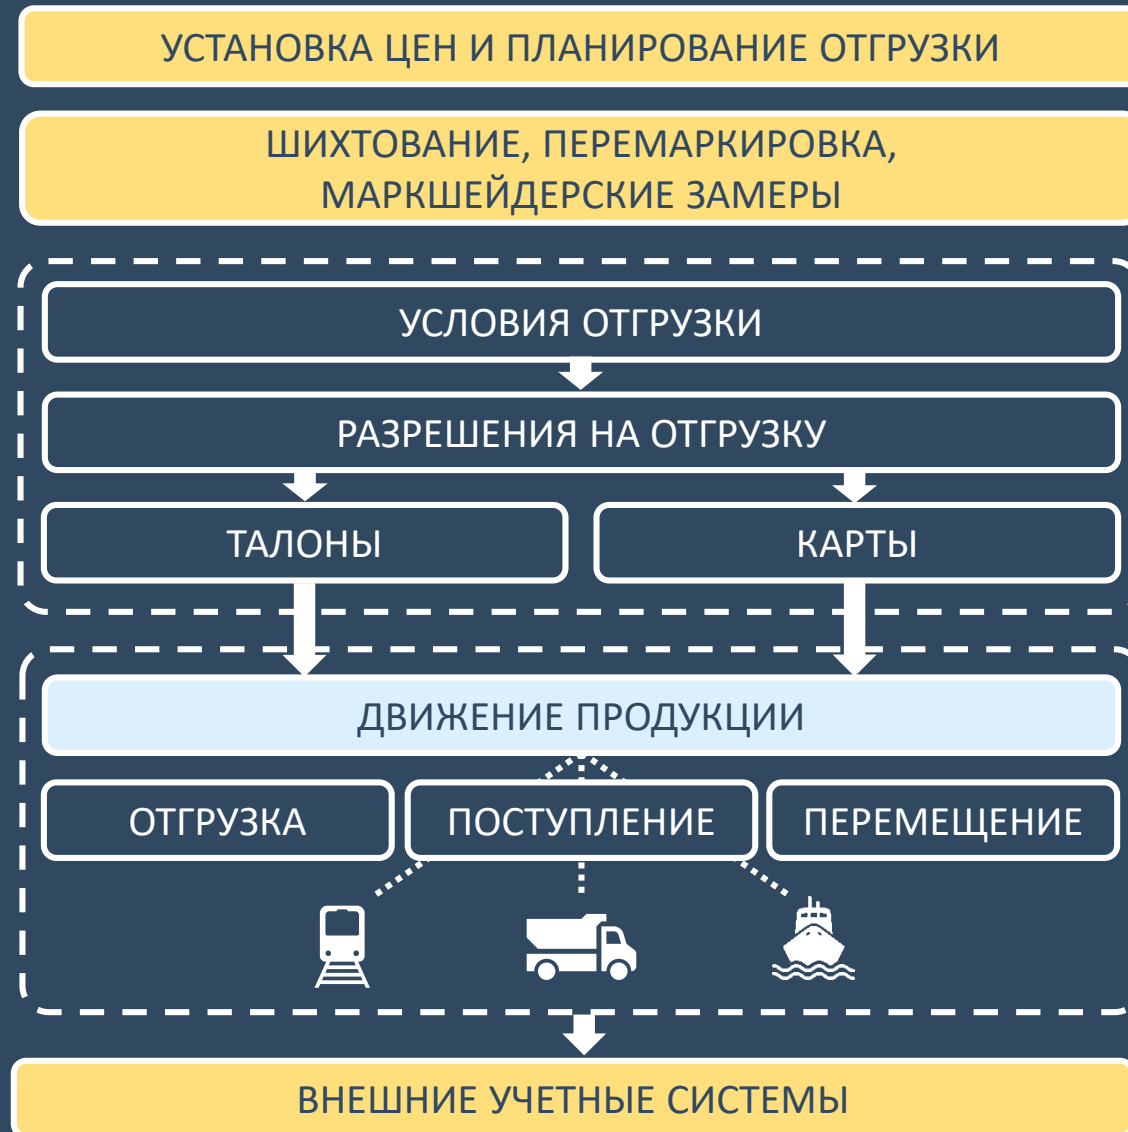 УСТАНОВКА ЦЕН И ПЛАНИРОВАНИЕ ОТГРУЗКИ
ШИХТОВАНИЕ, ПЕРЕМАРКИРОВКА,
МАРКШЕЙДЕРСКИЕ ЗАМЕРЫ
УСЛОВИЯ ОТГРУЗКИ
РАЗРЕШЕНИЯ НА ОТГРУЗКУ
ТАЛОНЫ
КАРТЫ
ДВИЖЕНИЕ ПРОДУКЦИИ
ОТГРУЗКА
ПОСТУПЛЕНИЕ
ПЕРЕМЕЩЕНИЕ
ВНЕШНИЕ УЧЕТНЫЕ СИСТЕМЫ